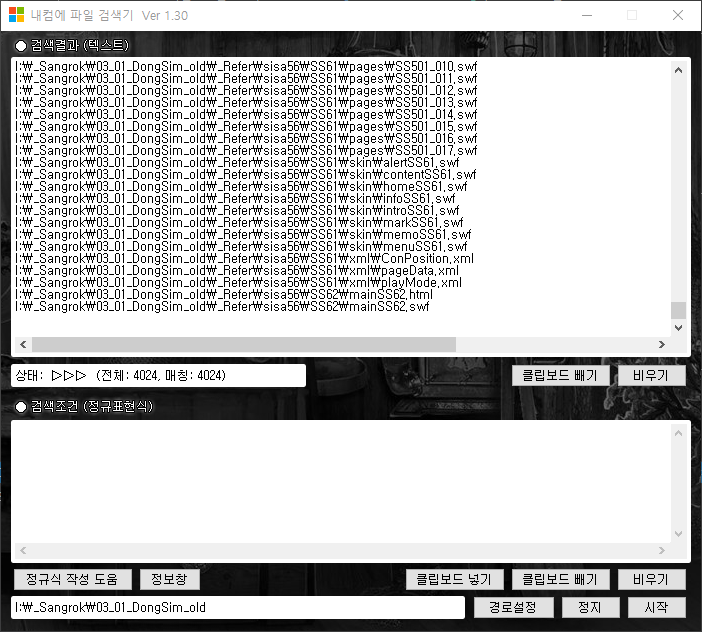 내컴에 파일 검색기 Ver 1.30
검색결과 (텍스트)
I:₩_Sangrok₩03_01_DongSim_old₩_Refer₩sisa56₩SS61₩pages₩SS501_010.swf
I:₩_Sangrok₩03_01_DongSim_old₩_Refer₩sisa56₩SS61₩pages₩SS501_011.swf
I:₩_Sangrok₩03_01_DongSim_old₩_Refer₩sisa56₩SS61₩pages₩SS501_012.swf
I:₩_Sangrok₩03_01_DongSim_old₩_Refer₩sisa56₩SS61₩pages₩SS501_013.swf
I:₩_Sangrok₩03_01_DongSim_old₩_Refer₩sisa56₩SS61₩pages₩SS501_014.swf
I:₩_Sangrok₩03_01_DongSim_old₩_Refer₩sisa56₩SS61₩pages₩SS501_015.swf
I:₩_Sangrok₩03_01_DongSim_old₩_Refer₩sisa56₩SS61₩pages₩SS501_016.swf
I:₩_Sangrok₩03_01_DongSim_old₩_Refer₩sisa56₩SS61₩pages₩SS501_017.swf
I:₩_Sangrok₩03_01_DongSim_old₩_Refer₩sisa56₩SS61₩skin₩alertSS61.swf
I:₩_Sangrok₩03_01_DongSim_old₩_Refer₩sisa56₩SS61₩skin₩contentSS61.swf
I:₩_Sangrok₩03_01_DongSim_old₩_Refer₩sisa56₩SS61₩skin₩homeSS61.swf
I:₩_Sangrok₩03_01_DongSim_old₩_Refer₩sisa56₩SS61₩skin₩infoSS61.swf
I:₩_Sangrok₩03_01_DongSim_old₩_Refer₩sisa56₩SS61₩skin₩introSS61.swf
I:₩_Sangrok₩03_01_DongSim_old₩_Refer₩sisa56₩SS61₩skin₩markSS61.swf
I:₩_Sangrok₩03_01_DongSim_old₩_Refer₩sisa56₩SS61₩skin₩memoSS61.swf
I:₩_Sangrok₩03_01_DongSim_old₩_Refer₩sisa56₩SS61₩skin₩menuSS61.swf
I:₩_Sangrok₩03_01_DongSim_old₩_Refer₩sisa56₩SS61₩xml₩ConPosition.xml
I:₩_Sangrok₩03_01_DongSim_old₩_Refer₩sisa56₩SS61₩xml₩pageData.xml
I:₩_Sangrok₩03_01_DongSim_old₩_Refer₩sisa56₩SS61₩xml₩playMode.xml
I:₩_Sangrok₩03_01_DongSim_old₩_Refer₩sisa56₩SS62₩mainSS62.html
I:₩_Sangrok₩03_01_DongSim_old₩_Refer₩sisa56₩SS62₩mainSS62.swf
상태: ▷▷▷ (전체: 4024, 매칭: 4024) 클립보드 빼기 비우기
검색조건 (정규표현식)
정규식 작성 도움 정보창 클립보드 넣기 클립보드 빼기 비우기
I:₩_Sangrok₩03_01_DongSim_old 경로설정 정지 시작